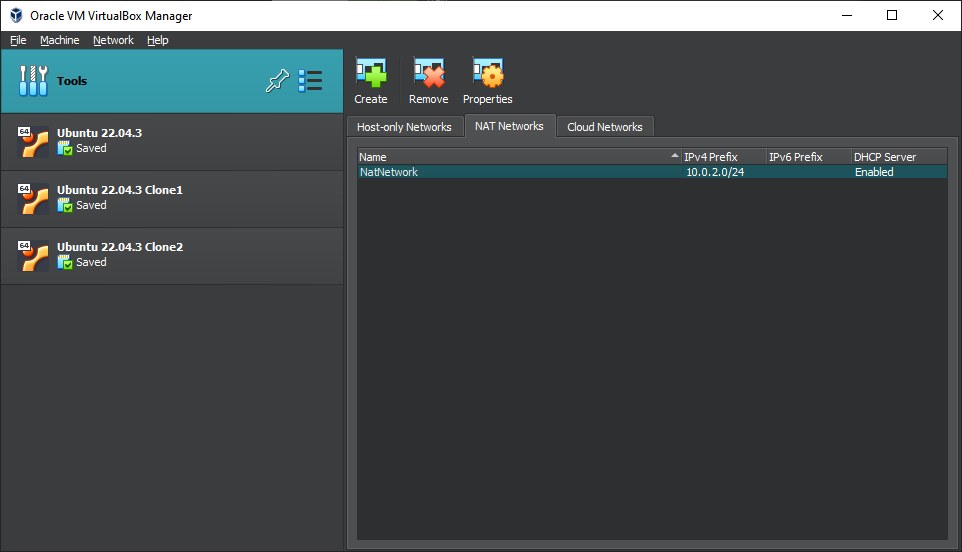 Oracle VM VirtualBox Manager
File Machine Network Help
Tools
64
Ubuntu 22.04.3
Saved
64
Ubuntu 22.04.3 Clone1
Saved
64
Ubuntu 22.04.3 Clone2
Saved
Create Remove Properties
Host-only Networks NAT Networks Cloud Networks
Name IPv4 Prefix IPv6 Prefix DHCP Server
NatNetwork 10.0.2.0/24 Enabled